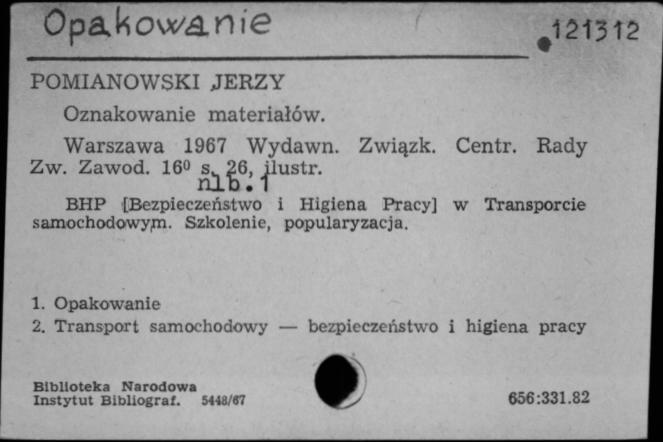 Opakowanie
121312
POMIANOWSKI JERZY
Oznakowanie materiałów.
Warszawa 1967 Wydawn. Związk. Centr. Rady
Zw. Zawod. 16⁰ s. 26, ilustr.
nlb. 1
BHP [Bezpieczeństwo i Higiena Pracy] w Transporcie
samochodowym. Szkolenie, popularyzacja.
1. Opakowanie
2. Transport samochodowy — bezpieczeństwo i higiena pracy
Biblioteka Narodowa
Instytut Bibliograf. 5448/67
656:331.82